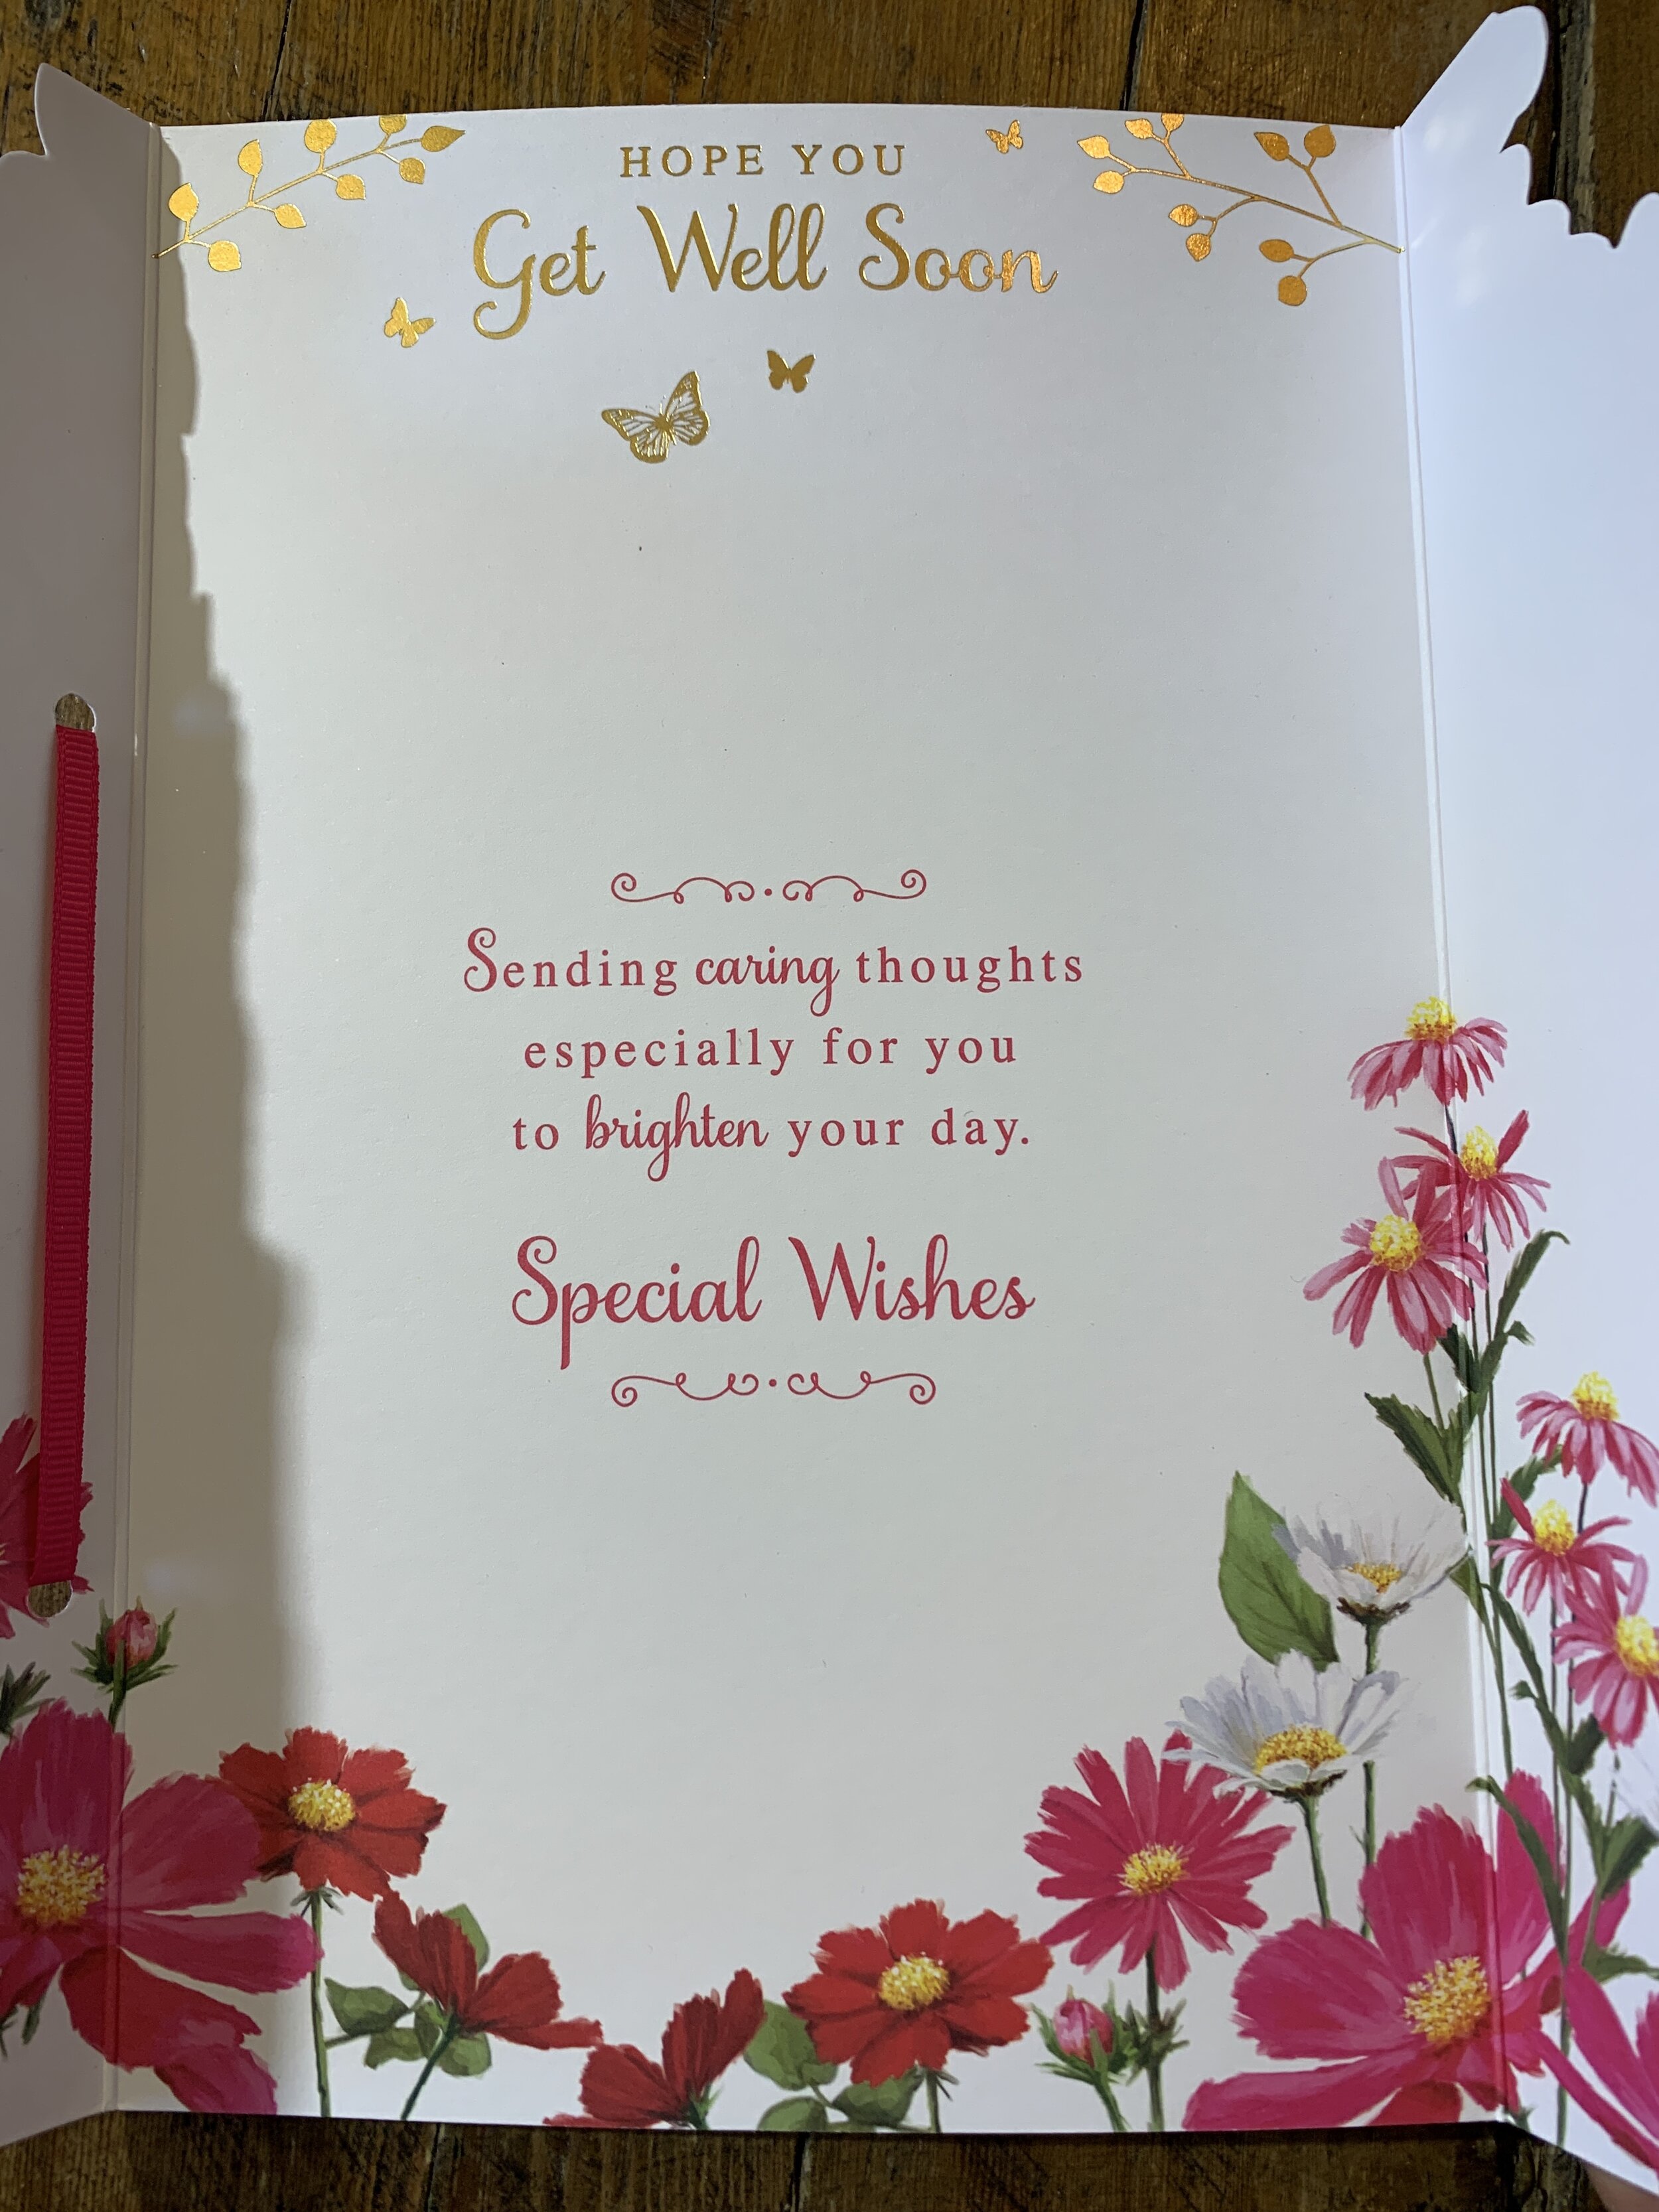 HOPE YOU
Get Well Soon
Sending caring thoughts
especially for you
to brighten your day.
Special Wishes